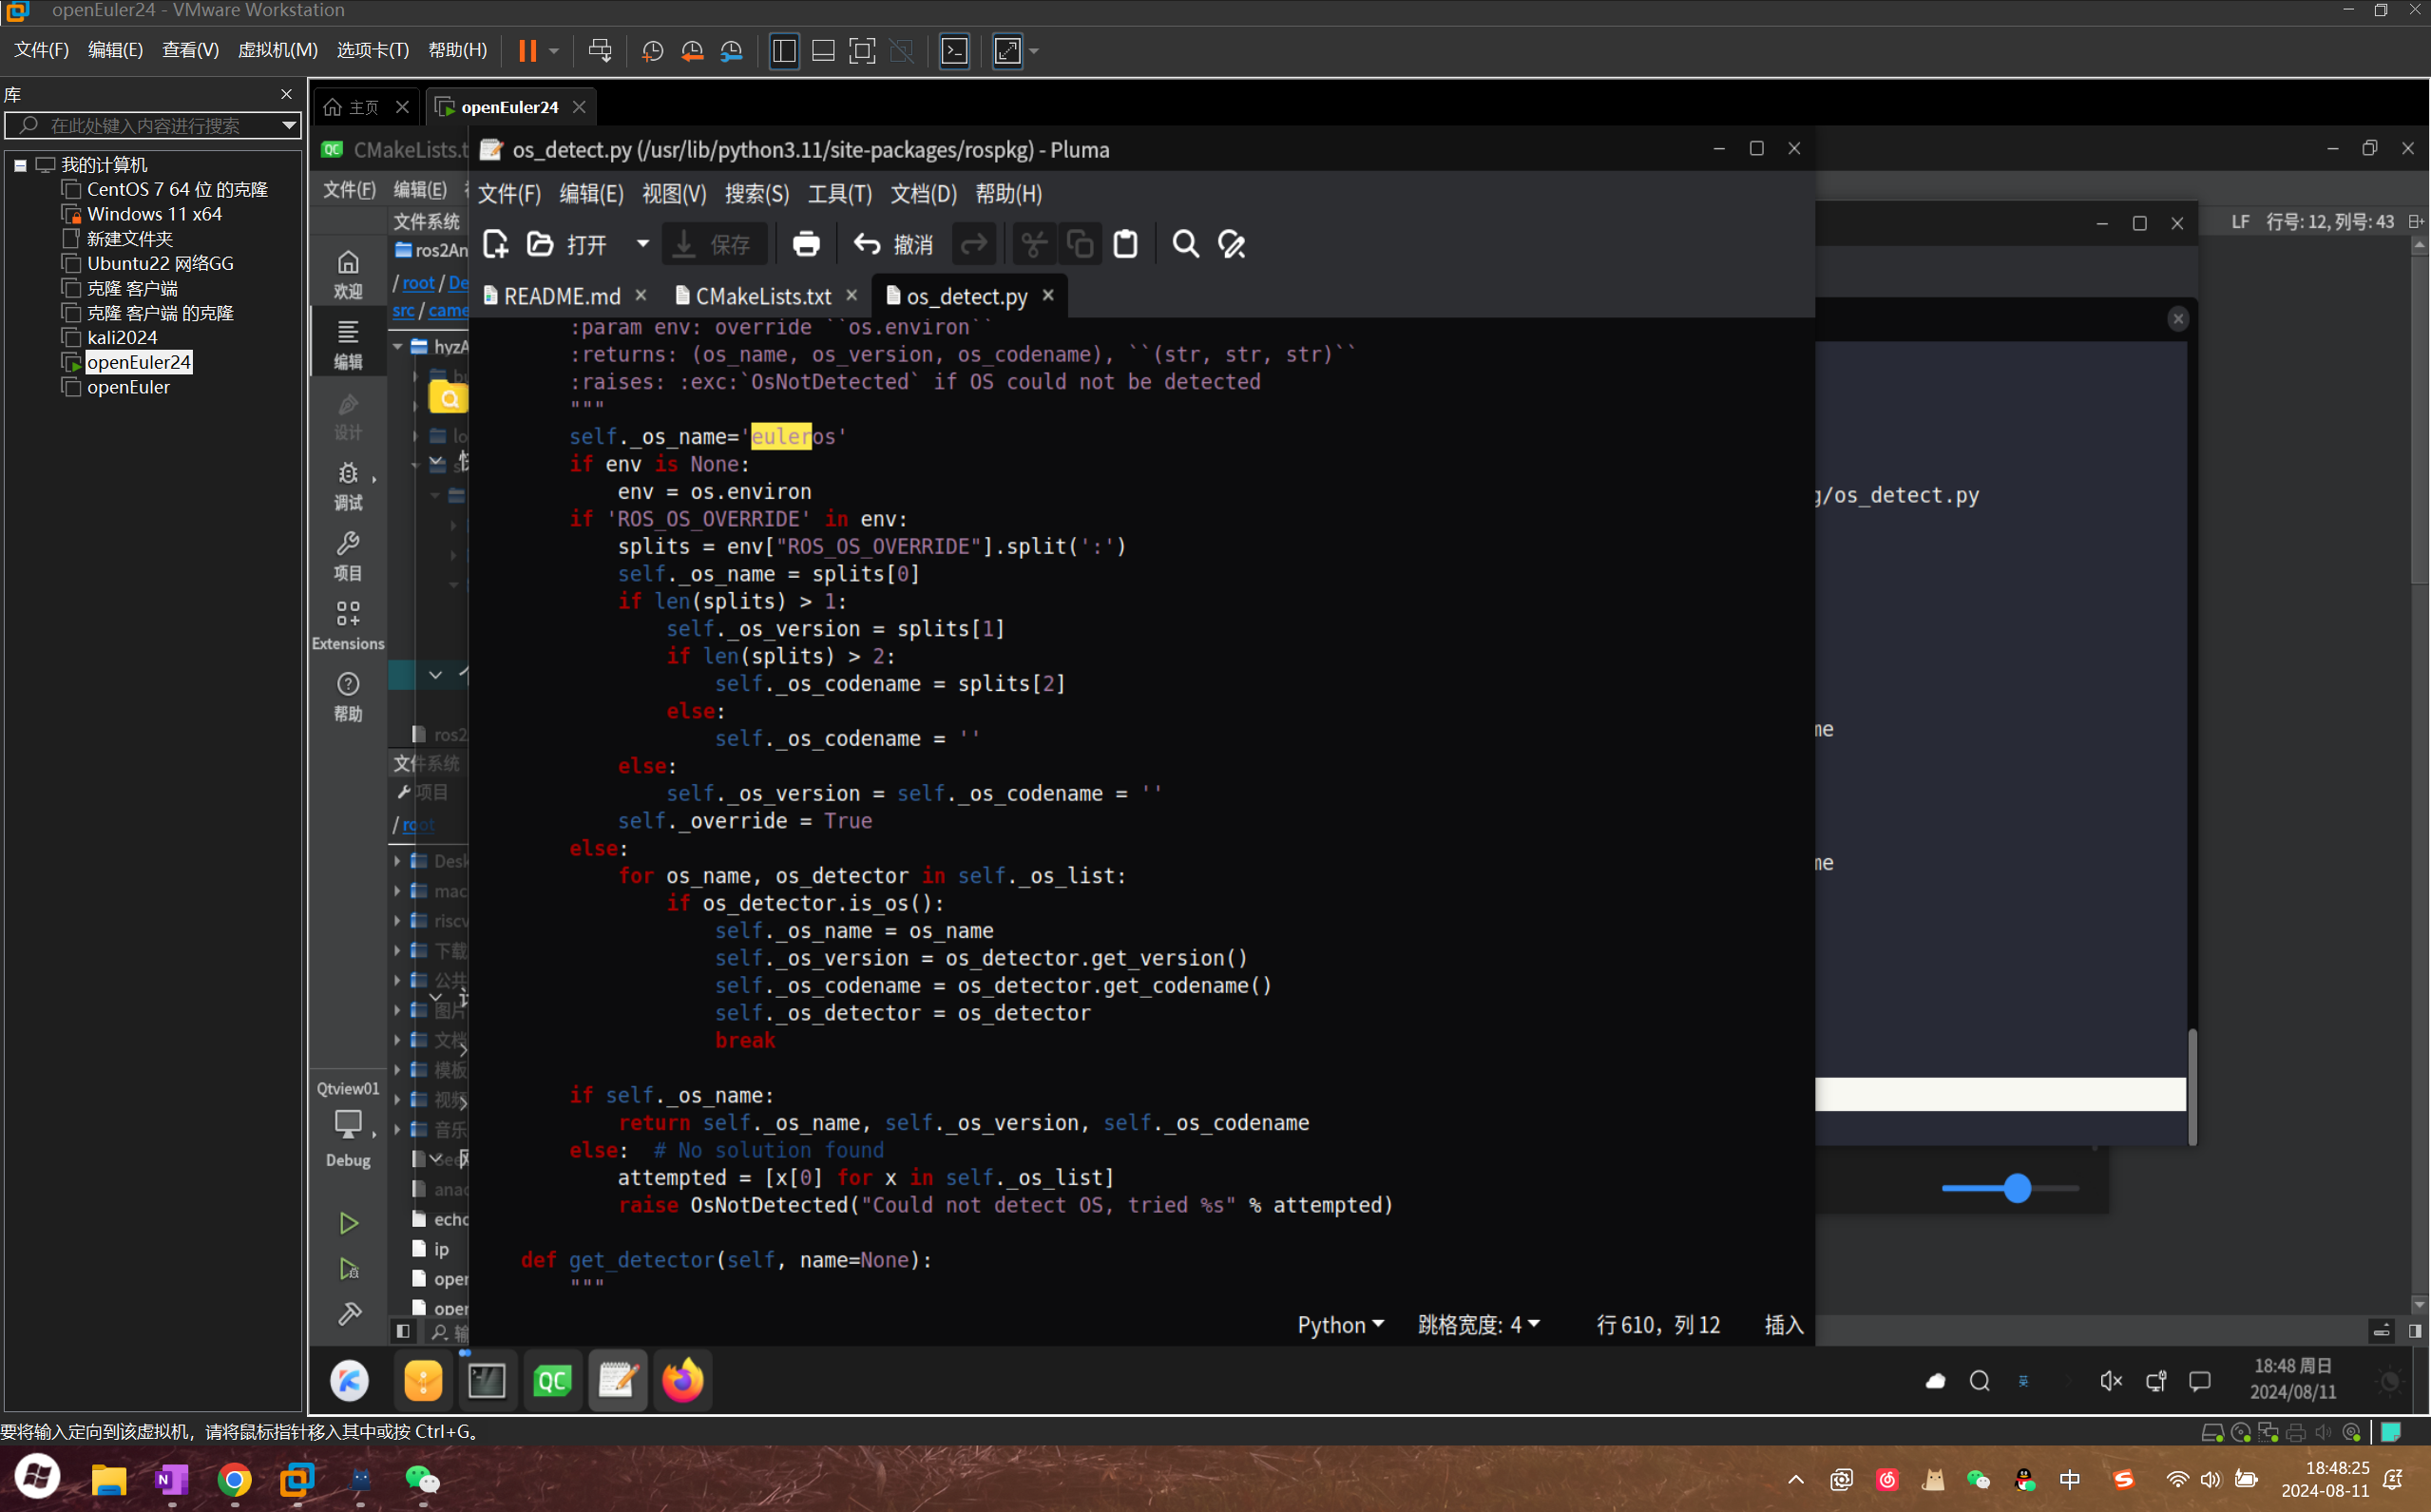 openEuler24 - VMware Workstation
文件(F) 编辑(E) 查看(V) 虚拟机(M) 选项卡(T) 帮助(H)
库
在此处键入内容进行搜索
我的计算机
CentOS 7 64 位 的克隆
Windows 11 x64
新建文件夹
Ubuntu22 网络GG
克隆 客户端
克隆 客户端 的克隆
kali2024
openEuler24
openEuler
主页
openEuler24
CMakeLists.t
os_detect.py (/usr/lib/python3.11/site-packages/rospkg) - Pluma
文件(F) 编辑(E)
文件(F) 编辑(E) 视图(V) 搜索(S) 工具(T) 文档(D) 帮助(H)
文件系统
LF 行号: 12, 列号: 43
打开 保存 撤消
ros2An
/ root / De
src / came
README.md CMakeLists.txt os_detect.py
欢迎
编辑
设计
调试
项目
Extensions
帮助
hyzA
ros2
文件系统
项目
/ root
Desk
mac
riscv
下载
公共
图片
文档
模板
视频
音乐
anac
echo
ip
oper
oper
Qtview01
Debug
:param env: override ``os.environ``
:returns: (os_name, os_version, os_codename), ``(str, str, str)``
:raises: :exc:`OsNotDetected` if OS could not be detected
"""
self._os_name='euleros'
if env is None:
env = os.environ
if 'ROS_OS_OVERRIDE' in env:
splits = env["ROS_OS_OVERRIDE"].split(':')
self._os_name = splits[0]
if len(splits) > 1:
self._os_version = splits[1]
if len(splits) > 2:
self._os_codename = splits[2]
else:
self._os_codename = ''
else:
self._os_version = self._os_codename = ''
self._override = True
else:
for os_name, os_detector in self._os_list:
if os_detector.is_os():
self._os_name = os_name
self._os_version = os_detector.get_version()
self._os_codename = os_detector.get_codename()
self._os_detector = os_detector
break
if self._os_name:
return self._os_name, self._os_version, self._os_codename
else:  # No solution found
attempted = [x[0] for x in self._os_list]
raise OsNotDetected("Could not detect OS, tried %s" % attempted)
def get_detector(self, name=None):
"""
g/os_detect.py
me
me
Python 跳格宽度: 4 行 610，列 12 插入
QC
英
18:48 周日
2024/08/11
要将输入定向到该虚拟机，请将鼠标指针移入其中或按 Ctrl+G。
中
18:48:25
2024-08-11